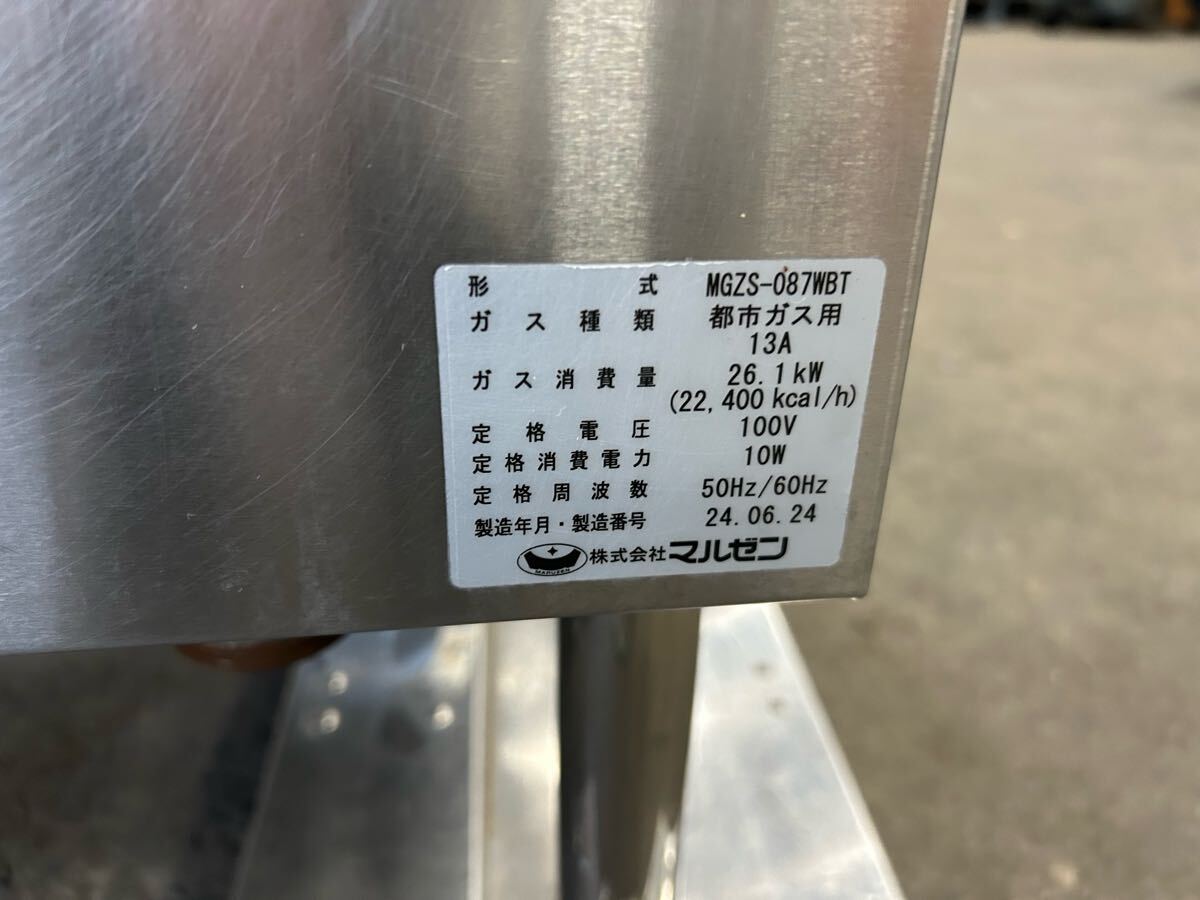 形式 MGZS-087WBT
ガス種類 都市ガス用
13A
ガス消費量 26.1kW
(22,400kcal/h)
定格電圧 100V
定格消費電力 10W
定格周波数 50Hz/60Hz
製造年月・製造番号 24.06.24
MARUZEN 株式会社マルゼン